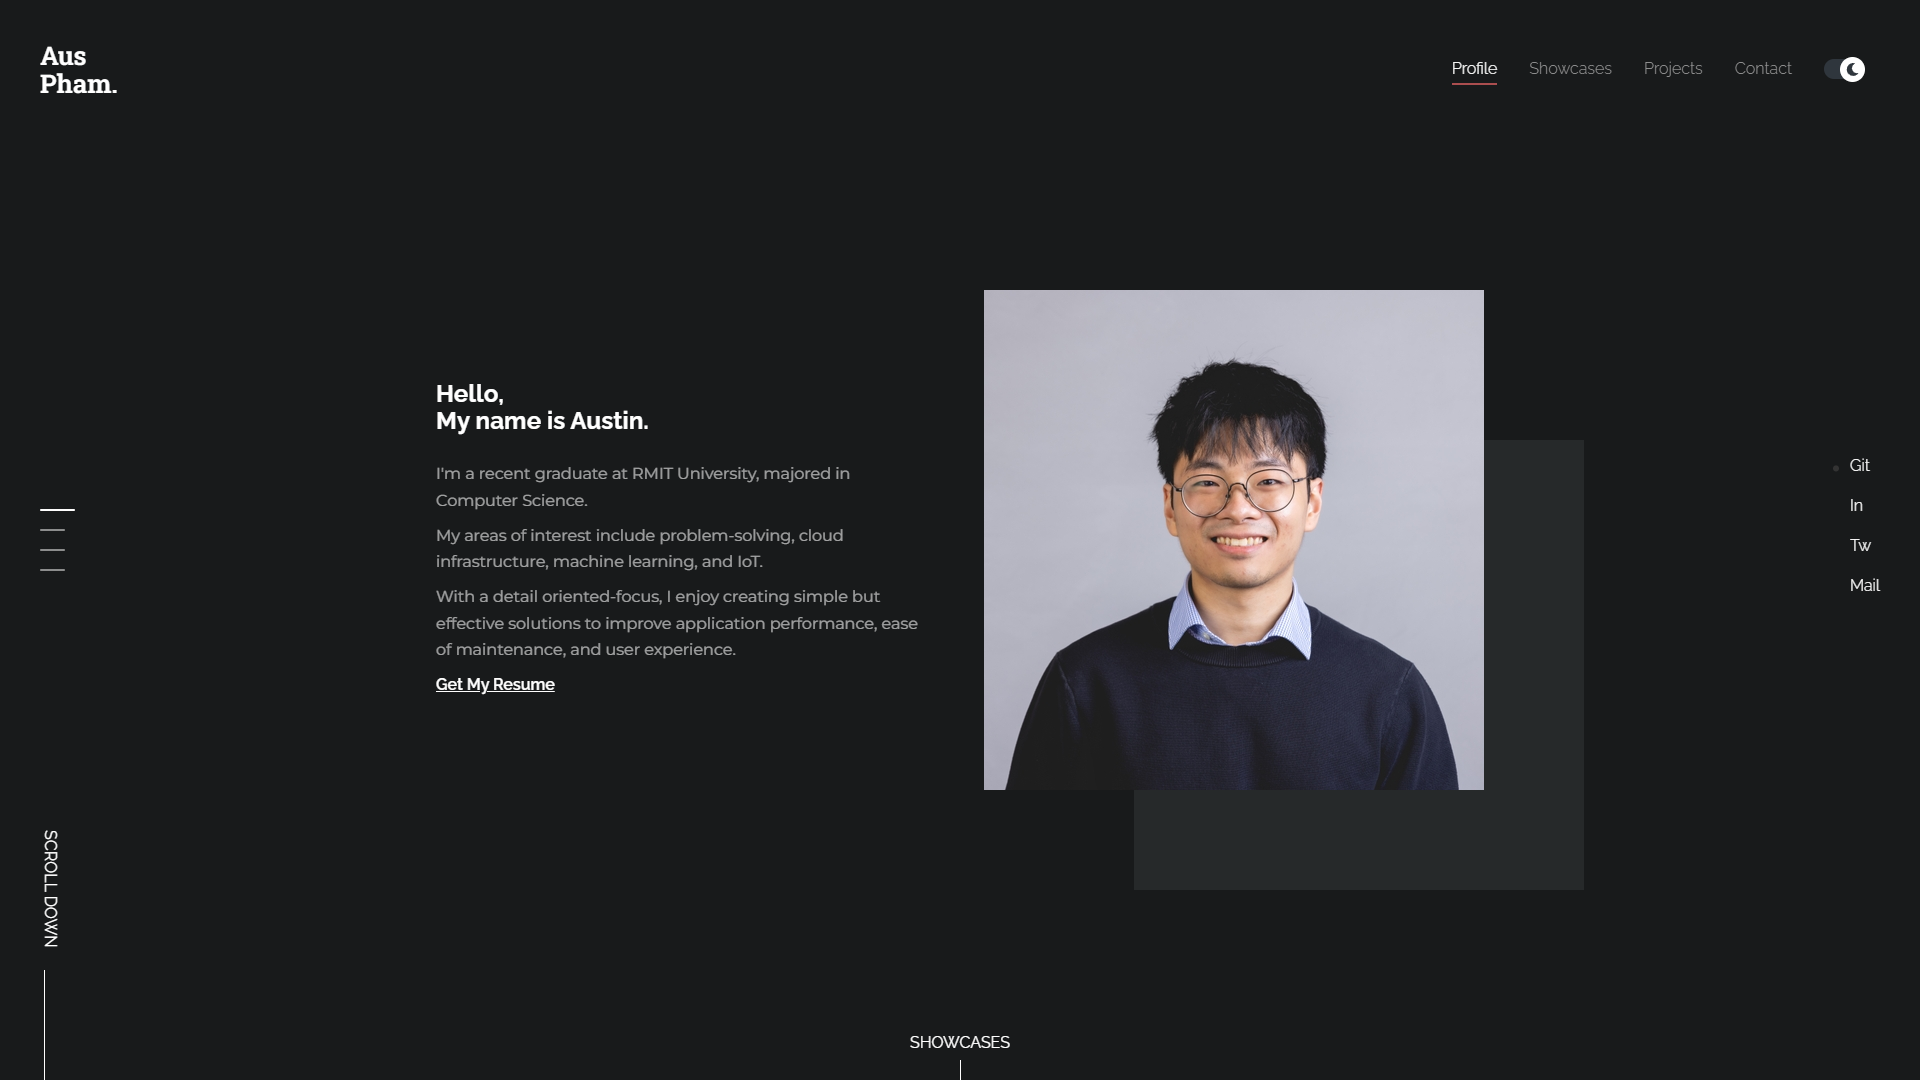 Aus
Pham.
Profile
Showcases
Projects
Contact
Hello,
My name is Austin.
I'm a recent graduate at RMIT University, majored in
Computer Science.
My areas of interest include problem-solving, cloud
infrastructure, machine learning, and IoT.
With a detail oriented-focus, I enjoy creating simple but
effective solutions to improve application performance, ease
of maintenance, and user experience.
Get My Resume
Git
In
Tw
Mail
SCROLL DOWN
SHOWCASES